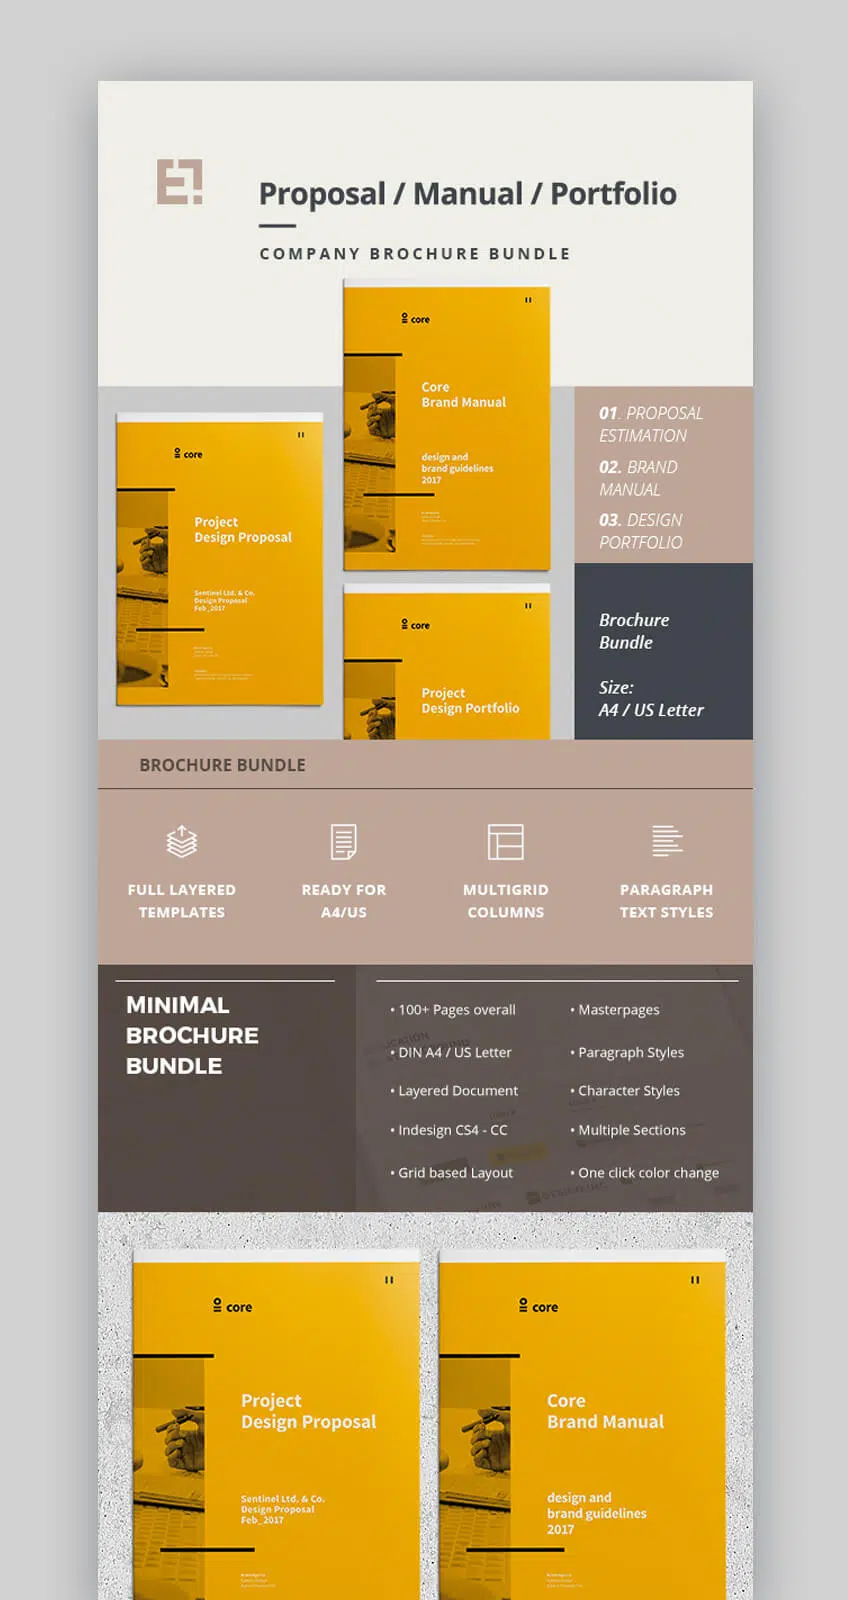 Proposal / Manual / Portfolio
COMPANY BROCHURE BUNDLE
core
Core
Brand Manual
design and
brand guidelines
2017
core
Project
Design Proposal
Sentinel Ltd. & Co.
Design Proposal
Feb_2017
core
Project
Design Portfolio
01. PROPOSAL
ESTIMATION
02. BRAND
MANUAL
03. DESIGN
PORTFOLIO
Brochure
Bundle
Size:
A4 / US Letter
BROCHURE BUNDLE
FULL LAYERED
TEMPLATES
READY FOR
A4/US
MULTIGRID
COLUMNS
PARAGRAPH
TEXT STYLES
MINIMAL
BROCHURE
BUNDLE
• 100+ Pages overall
• DIN A4 / US Letter
• Layered Document
• Indesign CS4 - CC
• Grid based Layout
• Masterpages
• Paragraph Styles
• Character Styles
• Multiple Sections
• One click color change
core
Project
Design Proposal
Sentinel Ltd. & Co.
Design Proposal
Feb_2017
core
Core
Brand Manual
design and
brand guidelines
2017